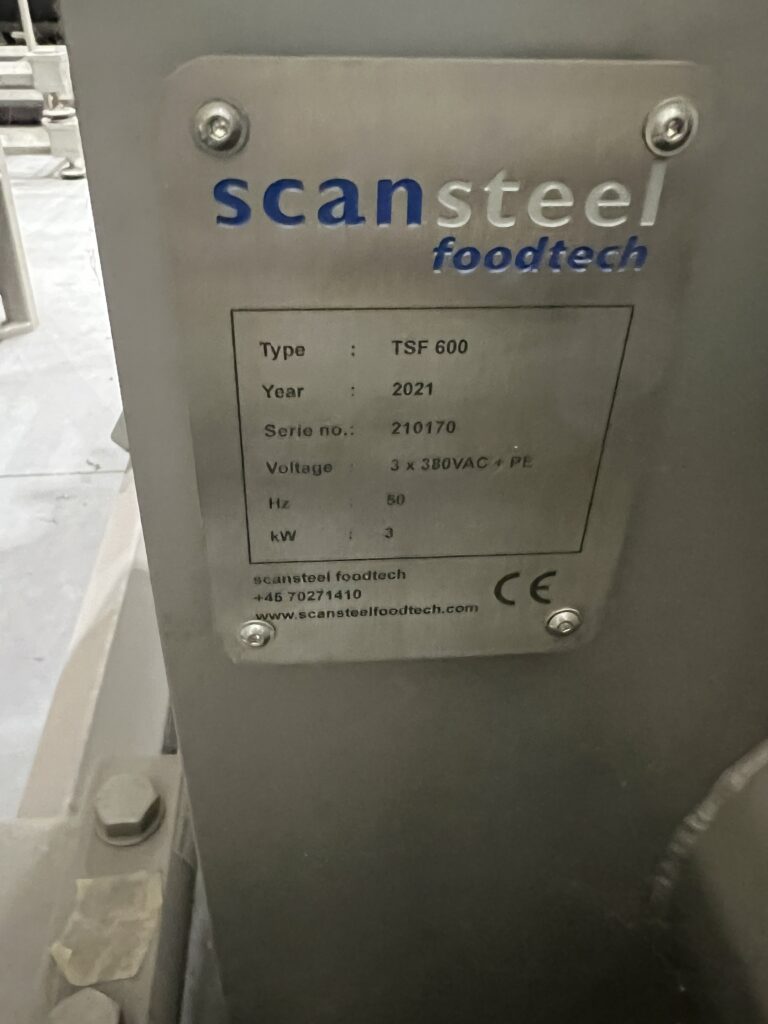 scansteel
foodtech
Type : TSF 600
Year : 2021
Serie no.: 210170
Voltage : 3 x 380VAC + PE
Hz : 50
kW : 3
scansteel foodtech
+45 70271410
www.scansteelfoodtech.com
CE